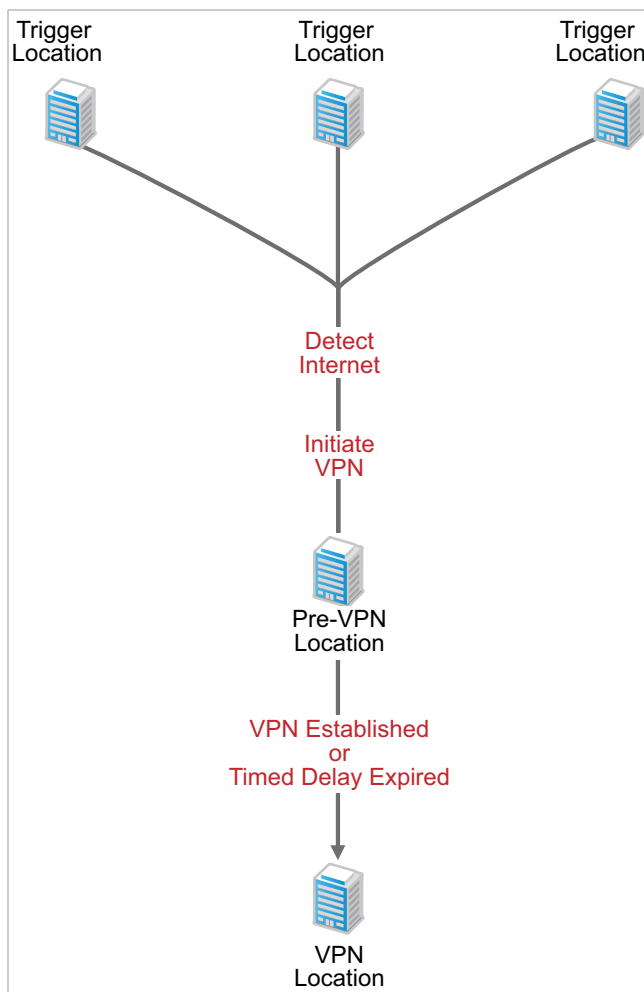 Trigger
Location
Trigger
Location
Trigger
Location
Detect
Internet
Initiate
VPN
Pre-VPN
Location
VPN Established
or
Timed Delay Expired
VPN
Location